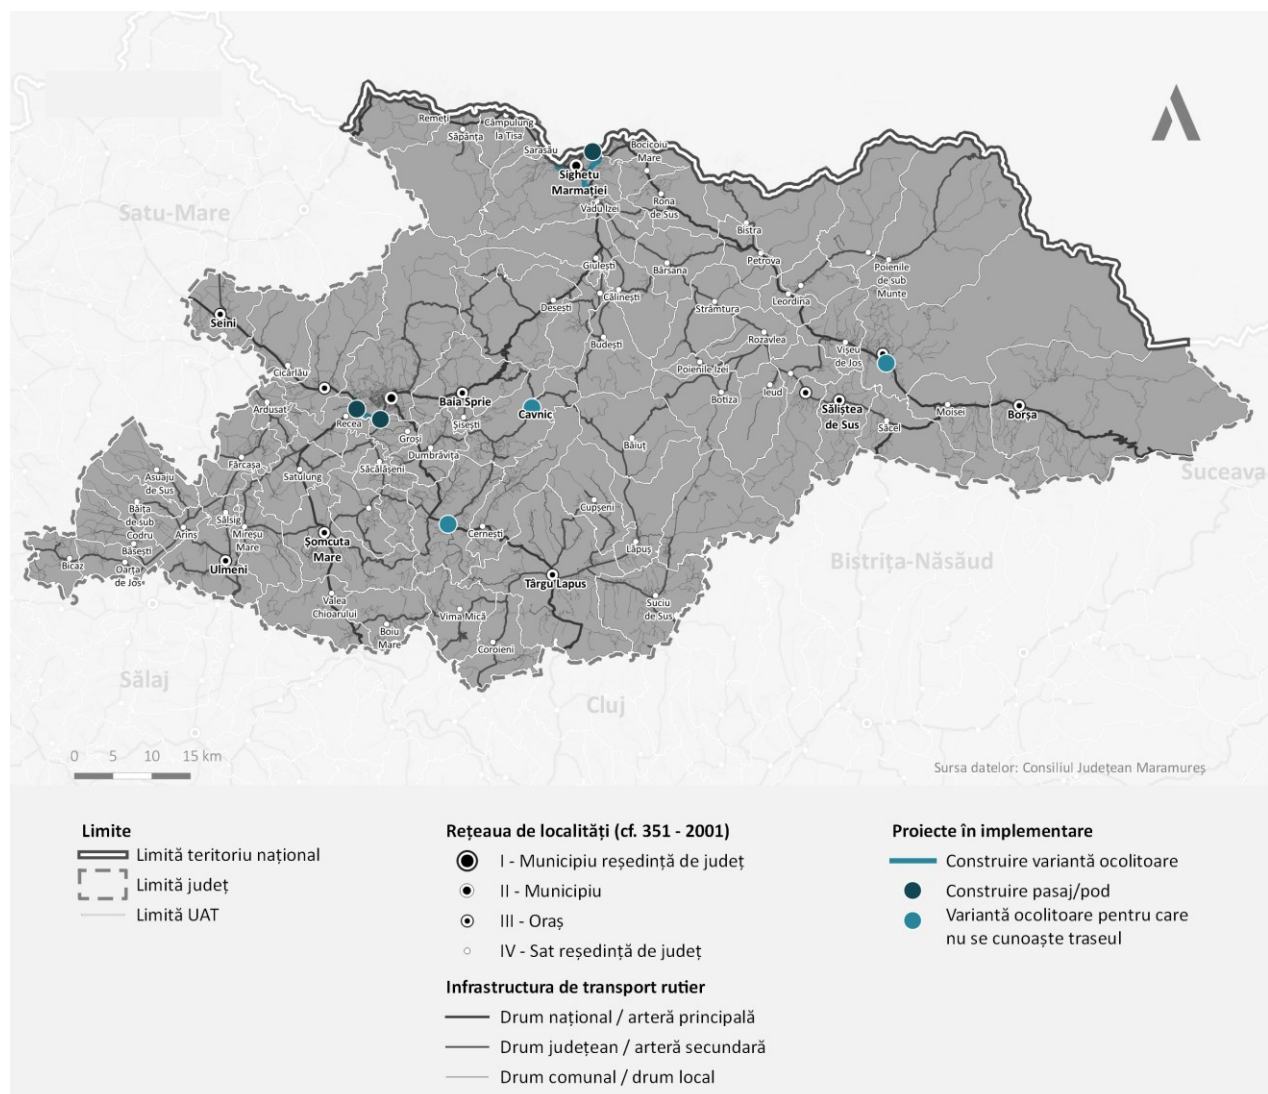 Remeți
Câmpulung
la Tisa
Săpânța
Sarasău
Bocicoiu
Mare
Sighetu
Marmației
Satu-Mare
Vadu Izei
Rona
de Sus
Bistra
Petrova
Giulești
Bârsana
Poienile
de sub
Munte
Călinești
Leordina
Desești
Strâmtura
Seini
Budești
Rozavlea
Vișeu
de Jos
Cicârlău
Poienile Izei
Ieud
Botiza
Baia Sprie
Ardusat
Recea
Șișești
Cavnic
Săliștea
de Sus
Moisei
Borșa
Săcel
Groși
Dumbrăvița
Băiuț
Fărcașa
Săcălășeni
Satulung
Suceava
Asuaju
de Sus
Băița
de sub
Codru
Cupșeni
Sălsig
Arinș
Mireșu
Mare
Cernești
Șomcuta
Mare
Lăpuș
Băsești
Bicaz
Oarța
de Jos
Ulmeni
Bistrița-Năsăud
Târgu Lapus
Valea
Chioarului
Suciu
de Sus
Vima Mică
Boiu
Mare
Coroieni
Sălaj
Cluj
0 5 10 15 km
Sursa datelor: Consiliul Județean Maramureș
Limite
Limită teritoriu național
Limită județ
Limită UAT
Rețeaua de localități (cf. 351 - 2001)
I - Municipiu reședință de județ
II - Municipiu
III - Oraș
IV - Sat reședință de județ
Infrastructura de transport rutier
Drum național / arteră principală
Drum județean / arteră secundară
Drum comunal / drum local
Proiecte în implementare
Construire variantă ocolitoare
Construire pasaj/pod
Variantă ocolitoare pentru care
nu se cunoaște traseul